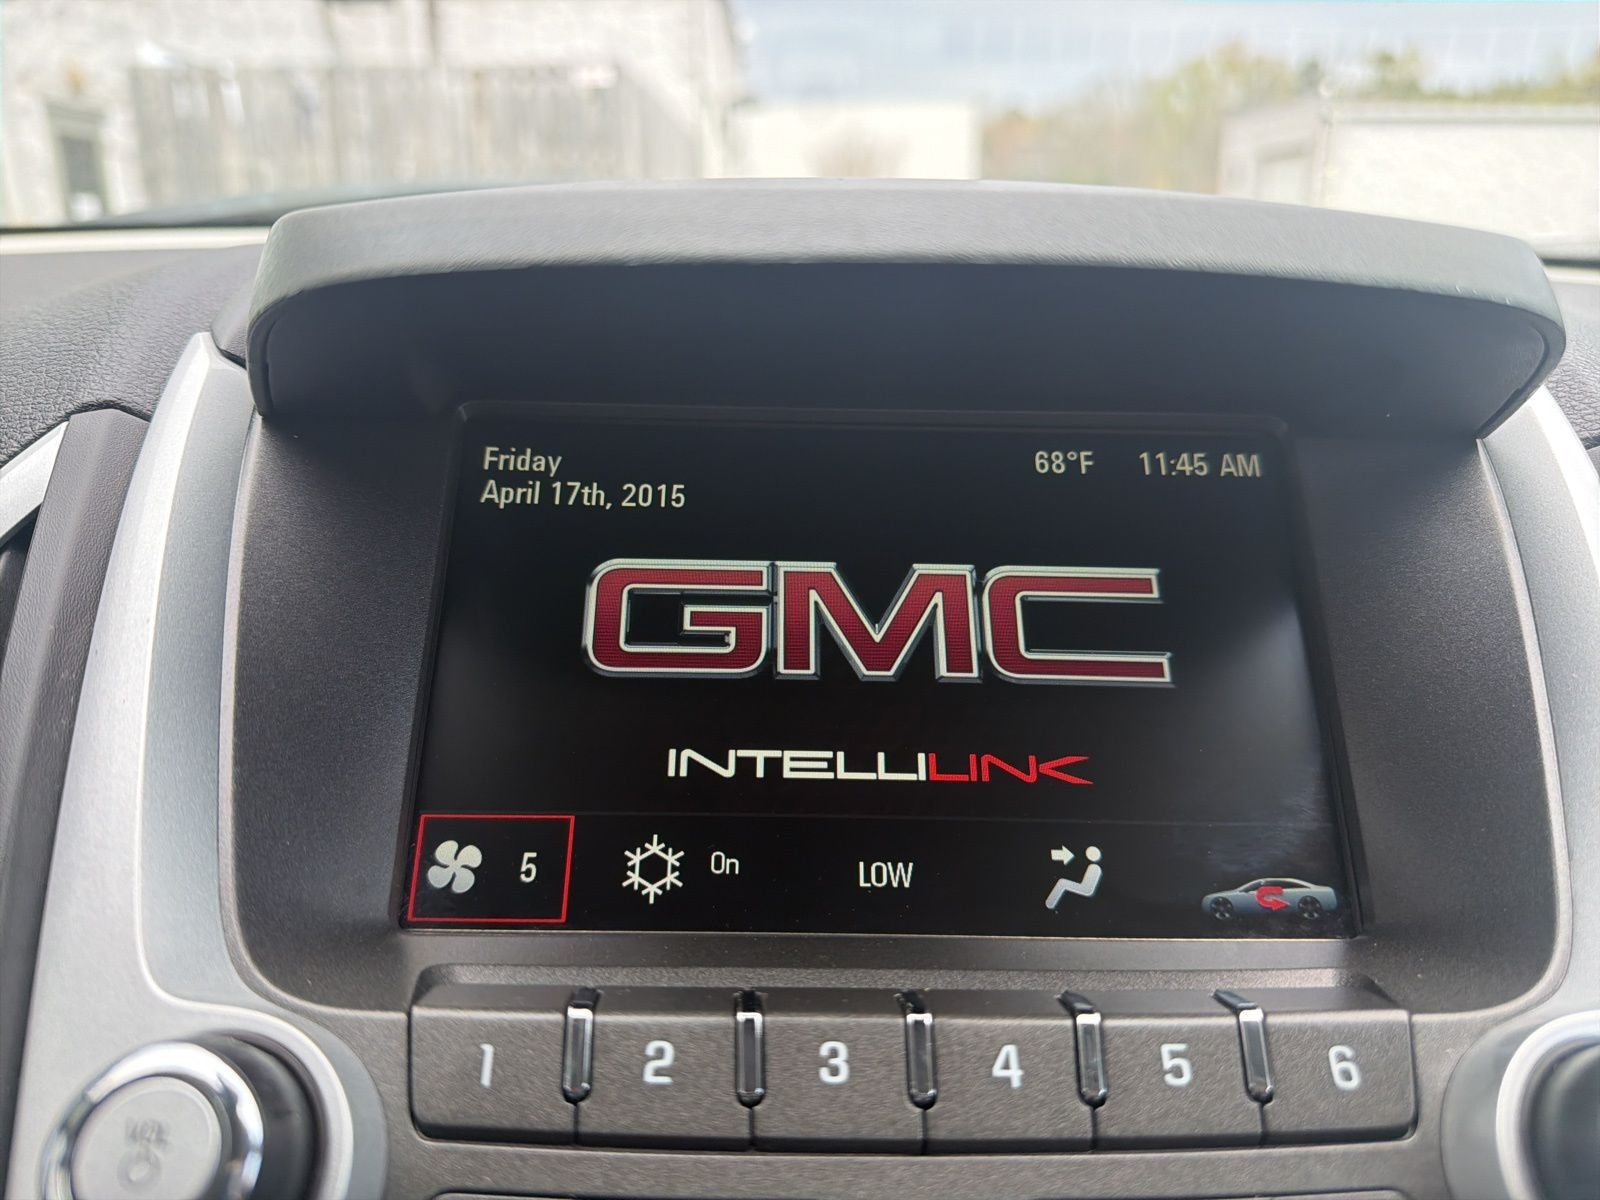 Friday
April 17th, 2015
68°F 11:45 AM
GMC
INTELLILINK
5 On LOW
1 2 3 4 5 6